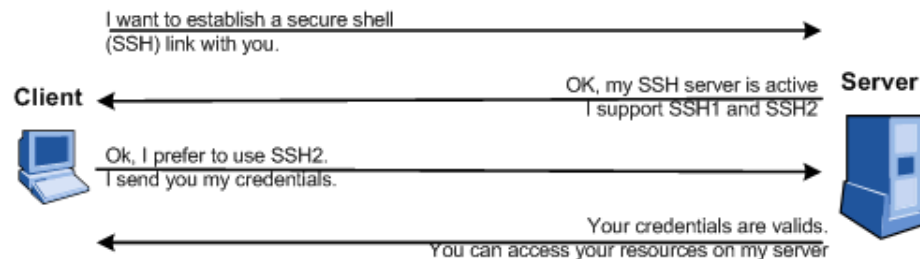 I want to establish a secure shell
(SSH) link with you.
OK, my SSH server is active
I support SSH1 and SSH2
Client
Server
Ok, I prefer to use SSH2.
I send you my credentials.
Your credentials are valids.
You can access your resources on my server